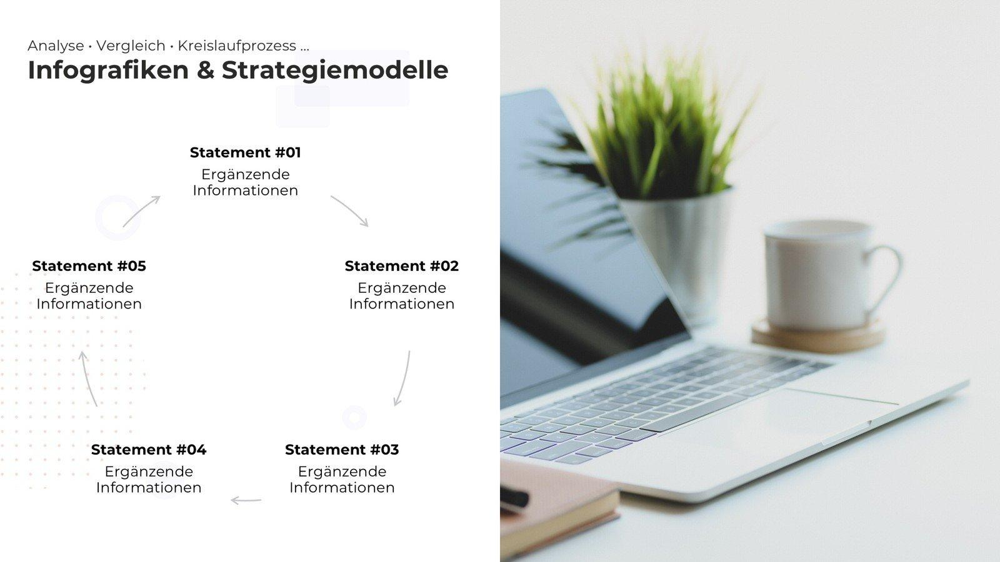 Analyse • Vergleich • Kreislaufprozess ...
Infografiken & Strategiemodelle
Statement #01
Ergänzende
Informationen
Statement #02
Ergänzende
Informationen
Statement #03
Ergänzende
Informationen
Statement #04
Ergänzende
Informationen
Statement #05
Ergänzende
Informationen